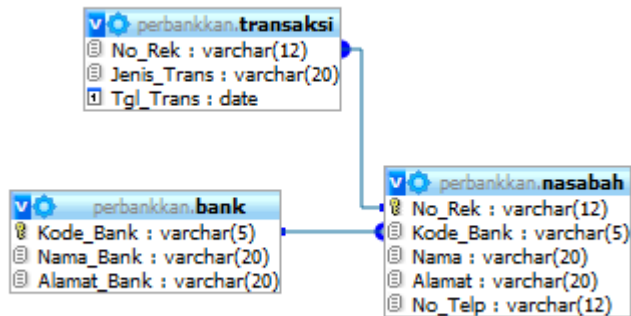 perbankkan.transaksi
No_Rek : varchar(12)
Jenis_Trans : varchar(20)
Tgl_Trans : date
perbankkan.bank
Kode_Bank : varchar(5)
Nama_Bank : varchar(20)
Alamat_Bank : varchar(20)
perbankkan.nasabah
No_Rek : varchar(12)
Kode_Bank : varchar(5)
Nama : varchar(20)
Alamat : varchar(20)
No_Telp : varchar(12)